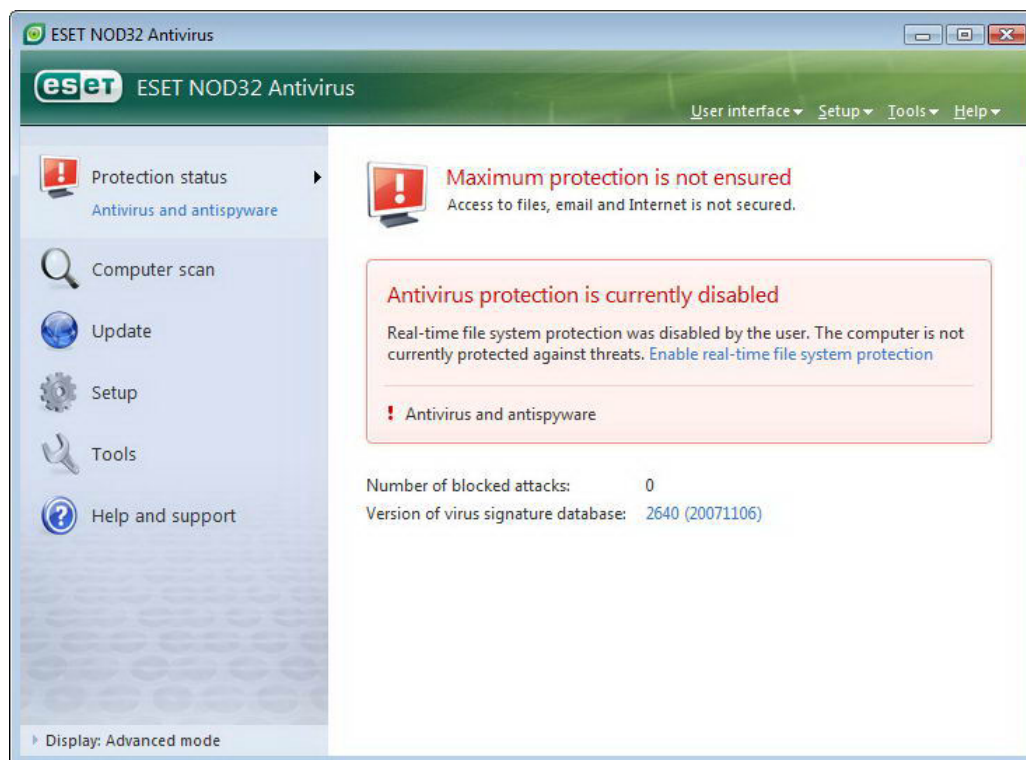 ESET NOD32 Antivirus
eset ESET NOD32 Antivirus
User interface Setup Tools Help
Protection status
Antivirus and antispyware
Computer scan
Update
Setup
Tools
Help and support
Display: Advanced mode
Maximum protection is not ensured
Access to files, email and Internet is not secured.
Antivirus protection is currently disabled
Real-time file system protection was disabled by the user. The computer is not
currently protected against threats. Enable real-time file system protection
! Antivirus and antispyware
Number of blocked attacks: 0
Version of virus signature database: 2640 (20071106)